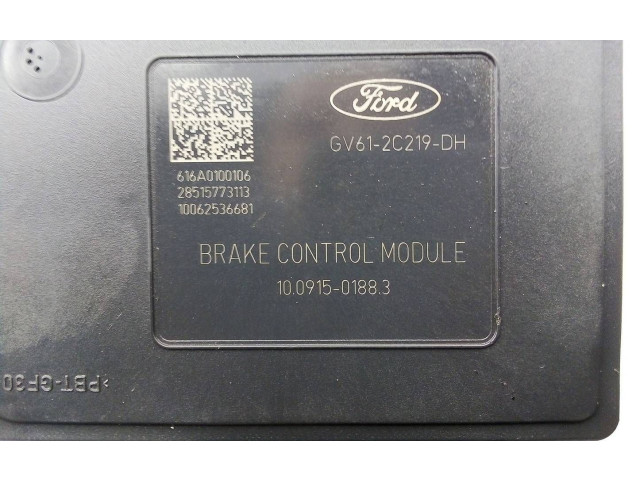 Ford
GV61-2C219-DH
616A0100106
28515773113
10062536681
BRAKE CONTROL MODULE
10.0915-0188.3
>PBT-GF30